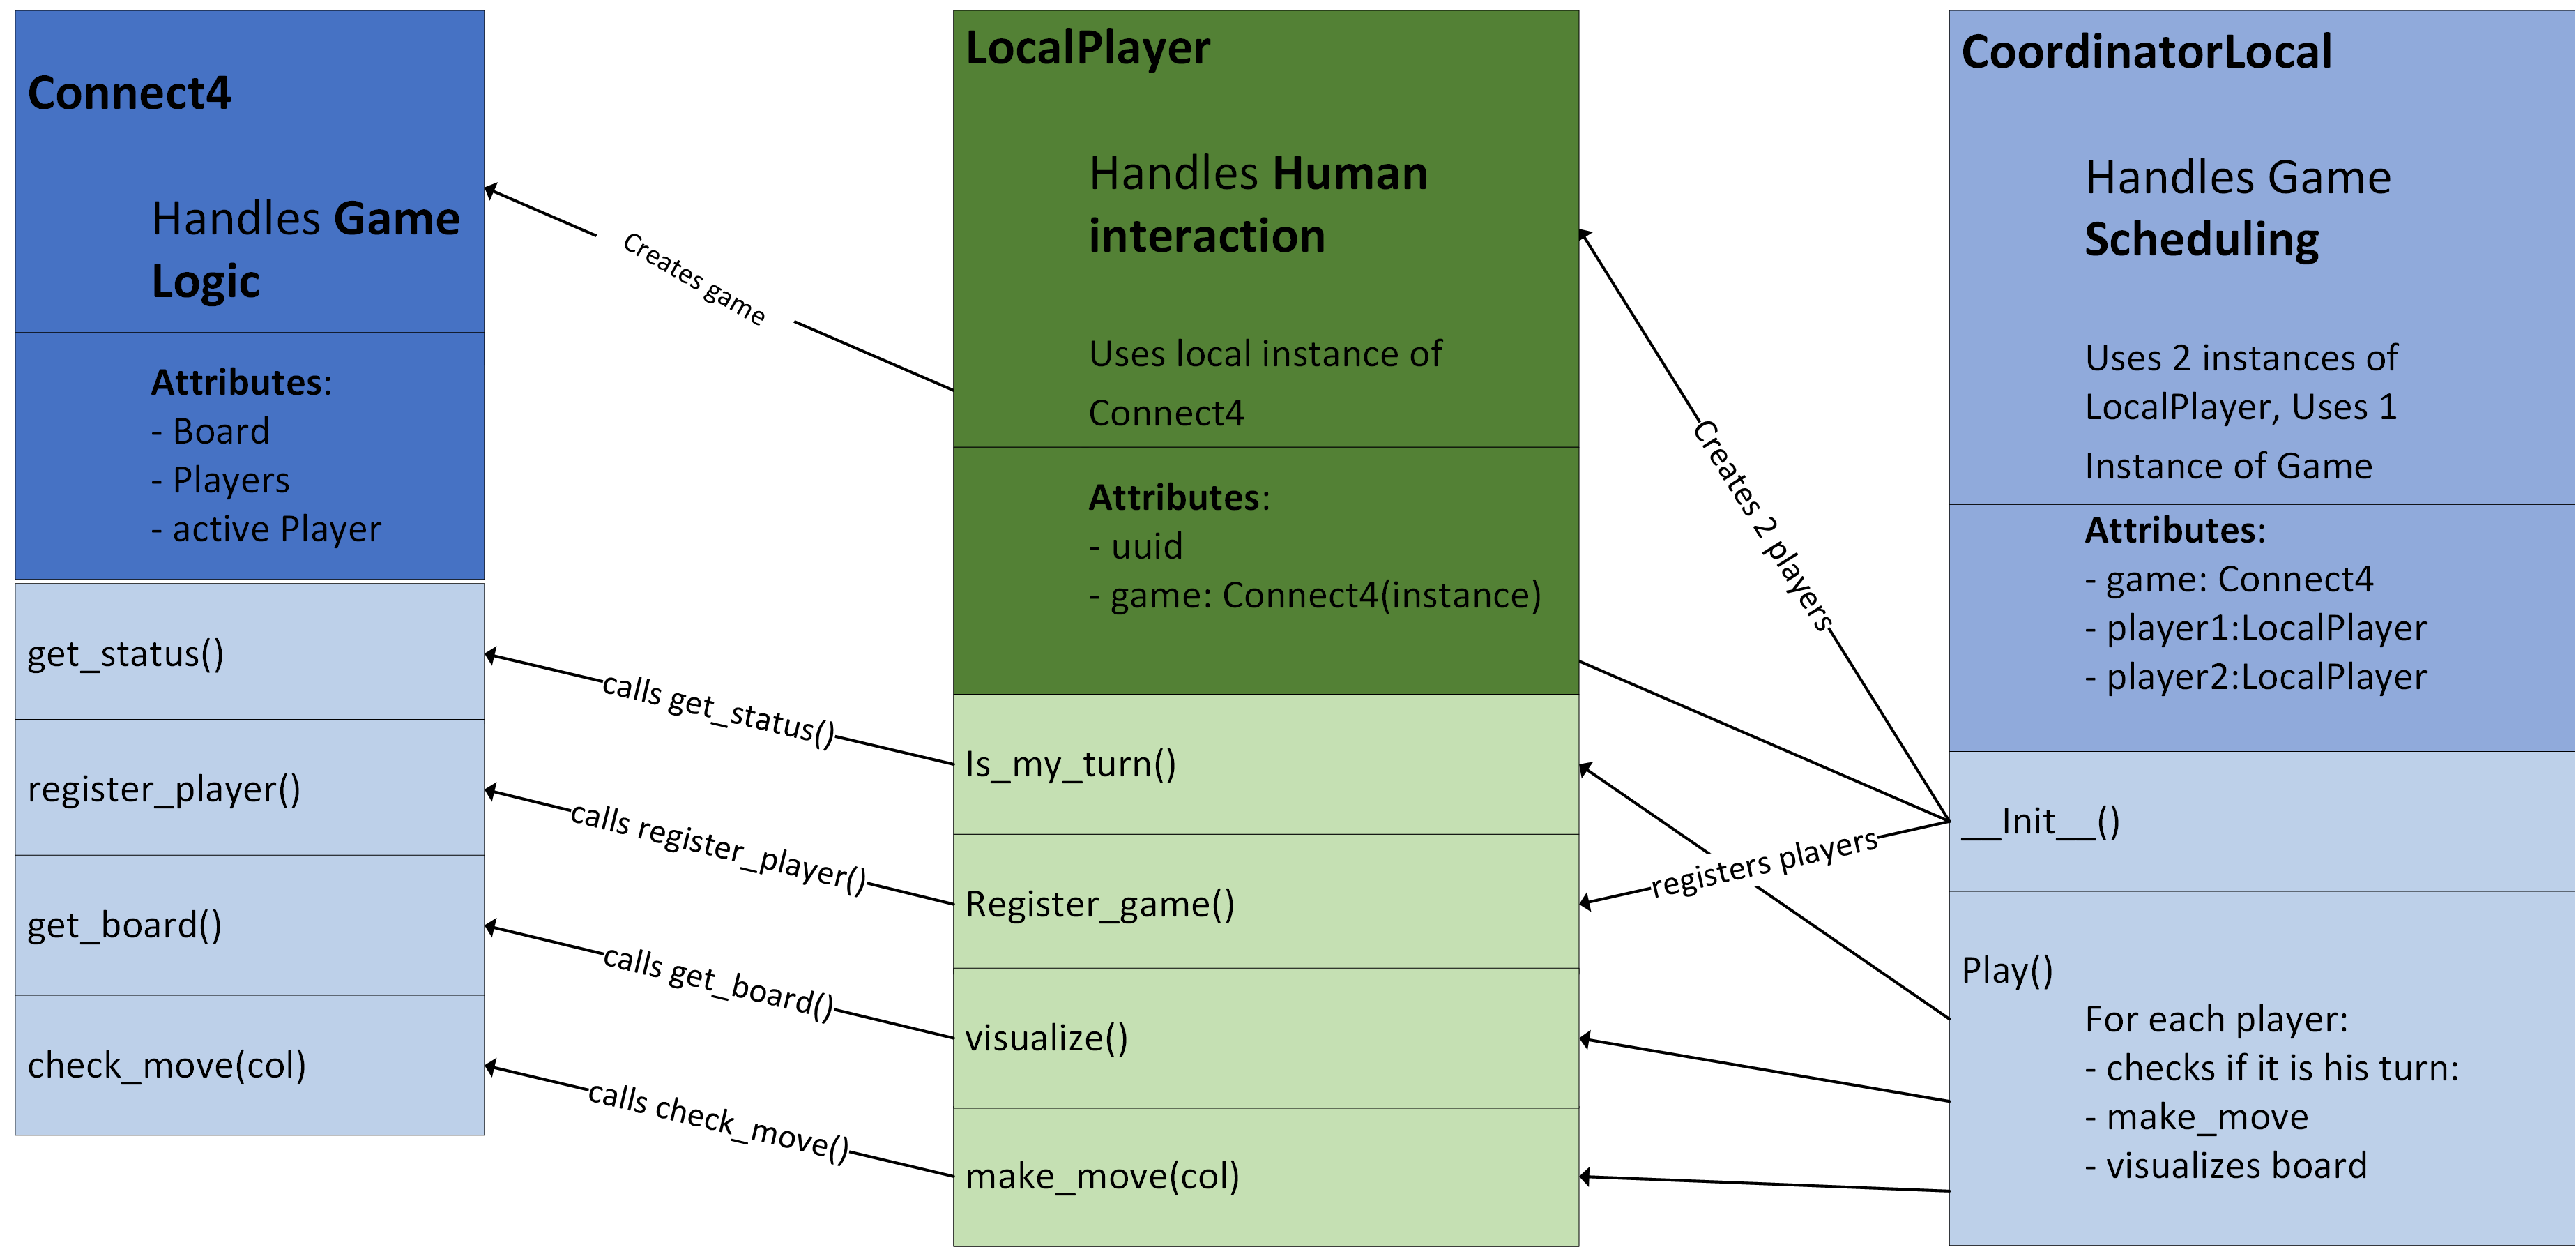 Connect4
Handles Game
Logic
Attributes:
- Board
- Players
- active Player
get_status()
register_player()
get_board()
check_move(col)
Creates game
calls get_status()
calls register_player()
calls get_board()
calls check_move()
LocalPlayer
Handles Human
interaction
Uses local instance of
Connect4
Attributes:
- uuid
- game: Connect4(instance)
Is_my_turn()
Register_game()
visualize()
make_move(col)
Creates 2 players
registers players
CoordinatorLocal
Handles Game
Scheduling
Uses 2 instances of
LocalPlayer, Uses 1
Instance of Game
Attributes:
- game: Connect4
- player1:LocalPlayer
- player2:LocalPlayer
__Init__()
Play()
For each player:
- checks if it is his turn:
- make_move
- visualizes board